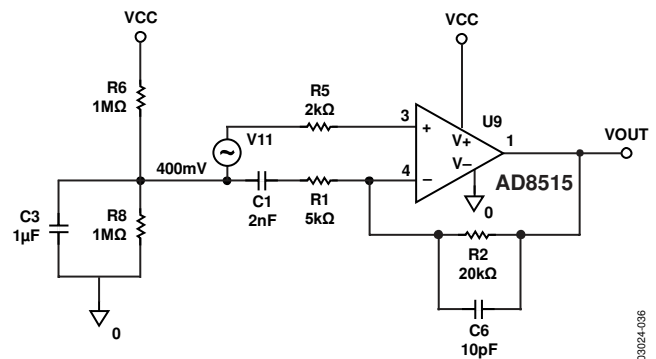 VCC
VCC
R6
1MΩ
R5
2kΩ
V11
3
+
U9
V+
1
VOUT
400mV
4
−
V−
AD8515
C1
2nF
R1
5kΩ
0
C3
1µF
R8
1MΩ
R2
20kΩ
0
C6
10pF
03024-036